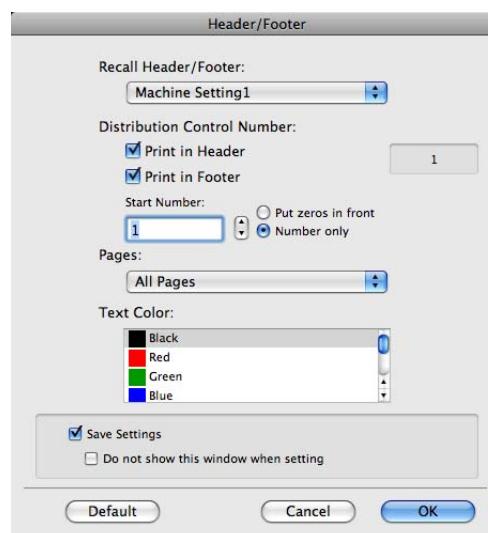 Header/Footer
Recall Header/Footer:
Machine Setting1
Distribution Control Number:
Print in Header
1
Print in Footer
Start Number:
Put zeros in front
1
Number only
Pages:
All Pages
Text Color:
Black
Red
Green
Blue
Save Settings
Do not show this window when setting
Default
Cancel
OK